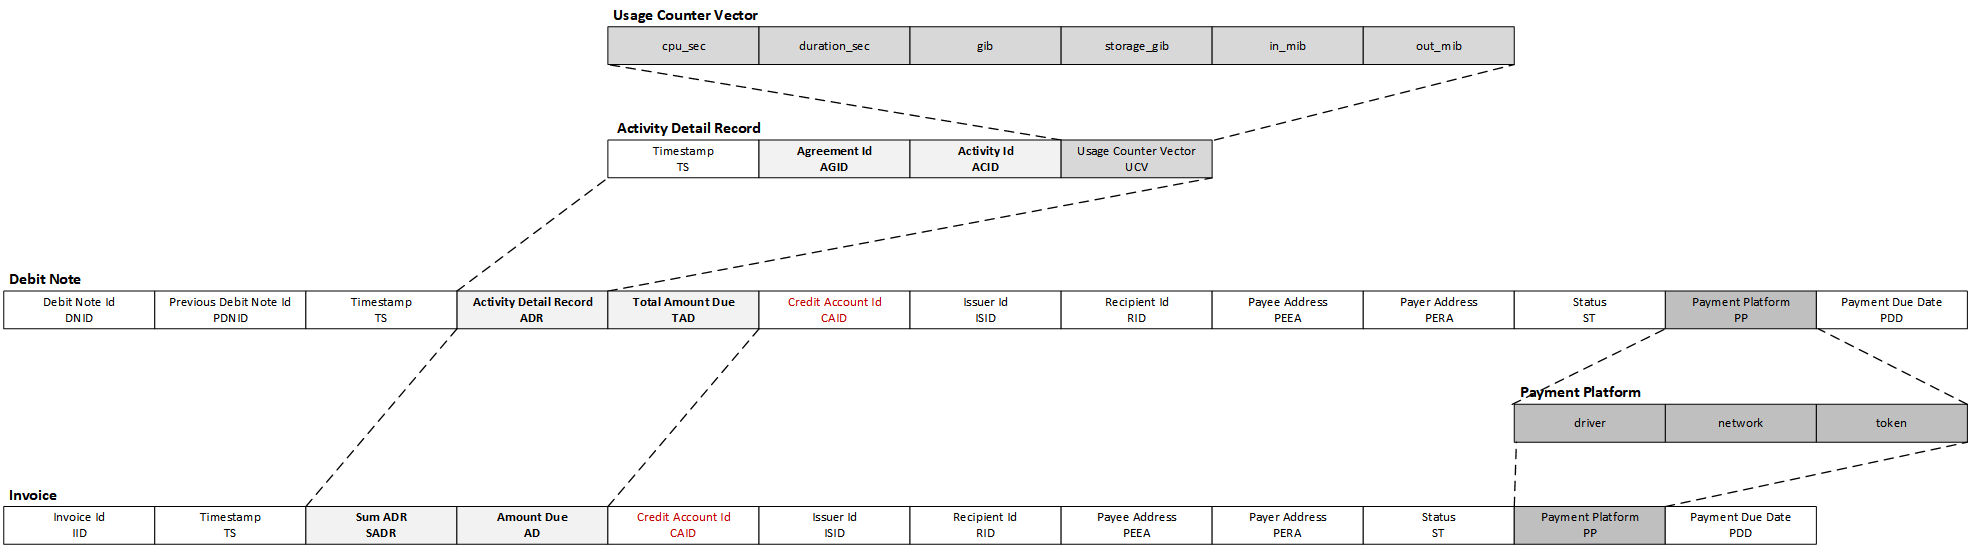 Usage Counter Vector
cpu_sec duration_sec gib storage_gib in_mib out_mib
Activity Detail Record
Timestamp Agreement Id Activity Id Usage Counter Vector
TS AGID ACID UCV
Debit Note
Debit Note Id Previous Debit Note Id Timestamp Activity Detail Record Total Amount Due Credit Account Id Issuer Id Recipient Id Payee Address Payer Address Status Payment Platform Payment Due Date
DNID PDNID TS ADR TAD CAID ISID RID PEEA PERA ST PP PDD
Payment Platform
driver network token
Invoice
Invoice Id Timestamp Sum ADR Amount Due Credit Account Id Issuer Id Recipient Id Payee Address Payer Address Status Payment Platform Payment Due Date
IID TS SADR AD CAID ISID RID PEEA PERA ST PP PDD